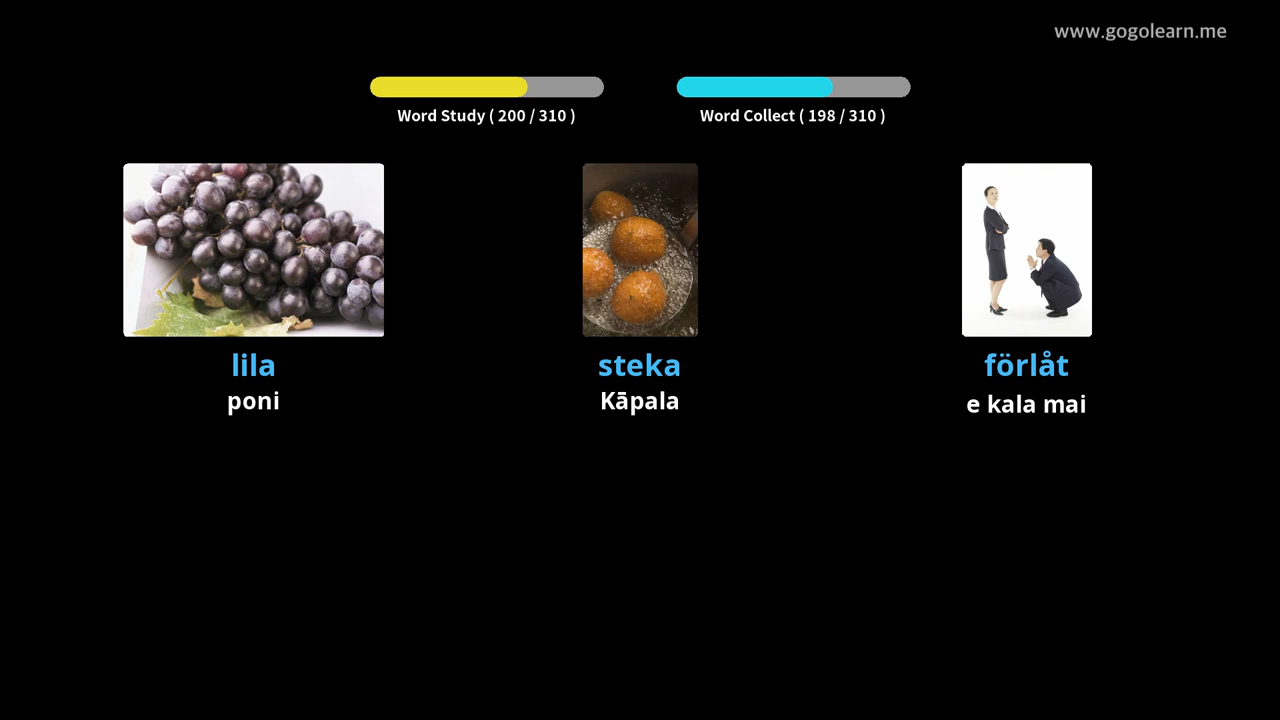 www.gogolearn.me
Word Study ( 200 / 310 )
Word Collect ( 198 / 310 )
lila
poni
steka
Kāpala
förlåt
e kala mai